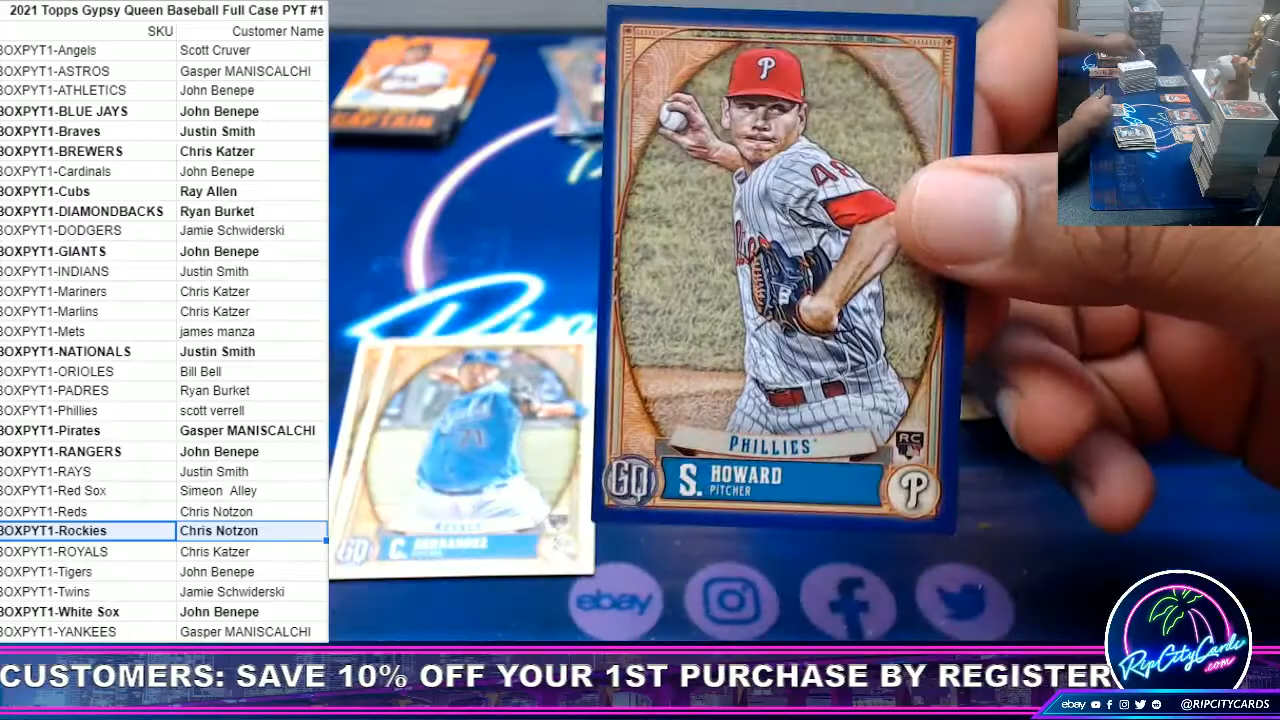 2021 Topps Gypsy Queen Baseball Full Case PYT #1
SKU Customer Name
BOXPYT1-Angels Scott Cruver
BOXPYT1-ASTROS Gasper MANISCALCHI
BOXPYT1-ATHLETICS John Benepe
BOXPYT1-BLUE JAYS John Benepe
BOXPYT1-Braves Justin Smith
BOXPYT1-BREWERS Chris Katzer
BOXPYT1-Cardinals John Benepe
BOXPYT1-Cubs Ray Allen
BOXPYT1-DIAMONDBACKS Ryan Burket
BOXPYT1-DODGERS Jamie Schwiderski
BOXPYT1-GIANTS John Benepe
BOXPYT1-INDIANS Justin Smith
BOXPYT1-Mariners Chris Katzer
BOXPYT1-Marlins Chris Katzer
BOXPYT1-Mets james manza
BOXPYT1-NATIONALS Justin Smith
BOXPYT1-ORIOLES Bill Bell
BOXPYT1-PADRES Ryan Burket
BOXPYT1-Phillies scott verrell
BOXPYT1-Pirates Gasper MANISCALCHI
BOXPYT1-RANGERS John Benepe
BOXPYT1-RAYS Justin Smith
BOXPYT1-Red Sox Simeon Alley
BOXPYT1-Reds Chris Notzon
BOXPYT1-Rockies Chris Notzon
BOXPYT1-ROYALS Chris Katzer
BOXPYT1-Tigers John Benepe
BOXPYT1-Twins Jamie Schwiderski
BOXPYT1-White Sox John Benepe
BOXPYT1-YANKEES Gasper MANISCALCHI
CAPTAIN
P
49
PHILLIES
RC
GQ
S. HOWARD
PITCHER
P
GQ
C.
ebay
RipCityCards
.com
CUSTOMERS: SAVE 10% OFF YOUR 1ST PURCHASE BY REGISTER
ebay @RIPCITYCARDS